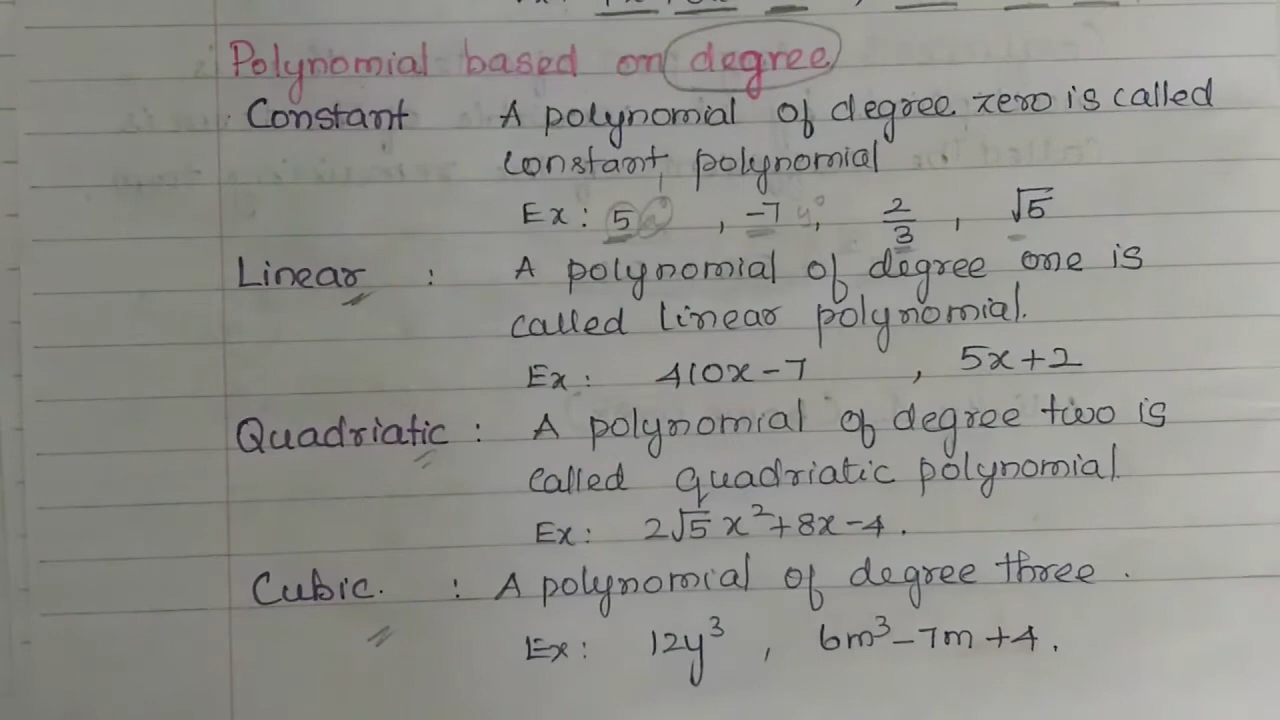 Polynomial based on degree
Constant A polynomial of degree zero is called
constant polynomial
Ex: 5 , -7 y⁰, 2/3 , √5
Linear : A polynomial of degree one is
called linear polynomial.
Ex: 410x-7 , 5x+2
Quadriatic : A polynomial of degree two is
called quadriatic polynomial
Ex: 2√5 x²+8x-4.
Cubic. : A polynomial of degree three.
Ex: 12y³ , 6m³-7m+4.